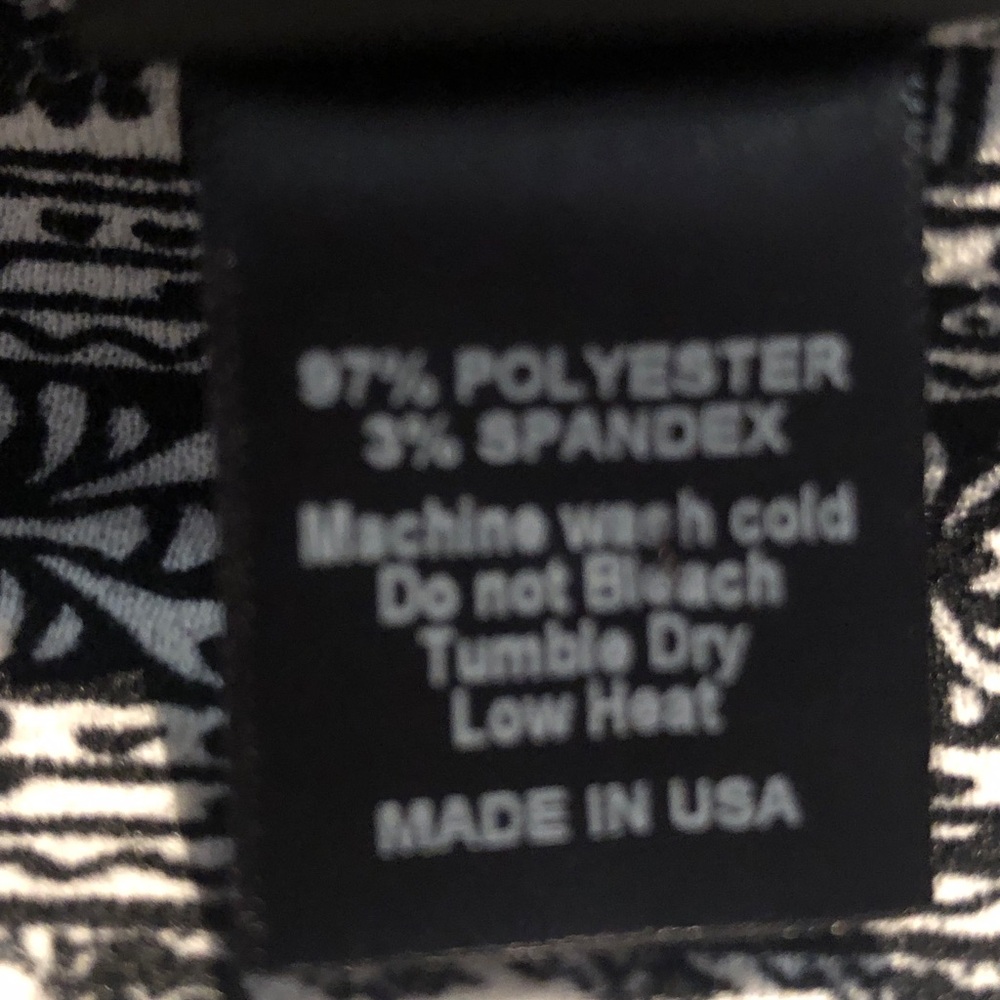 97% POLYESTER
3% SPANDEX
Machine wash cold
Do not Bleach
Tumble Dry
Low Heat
MADE IN USA